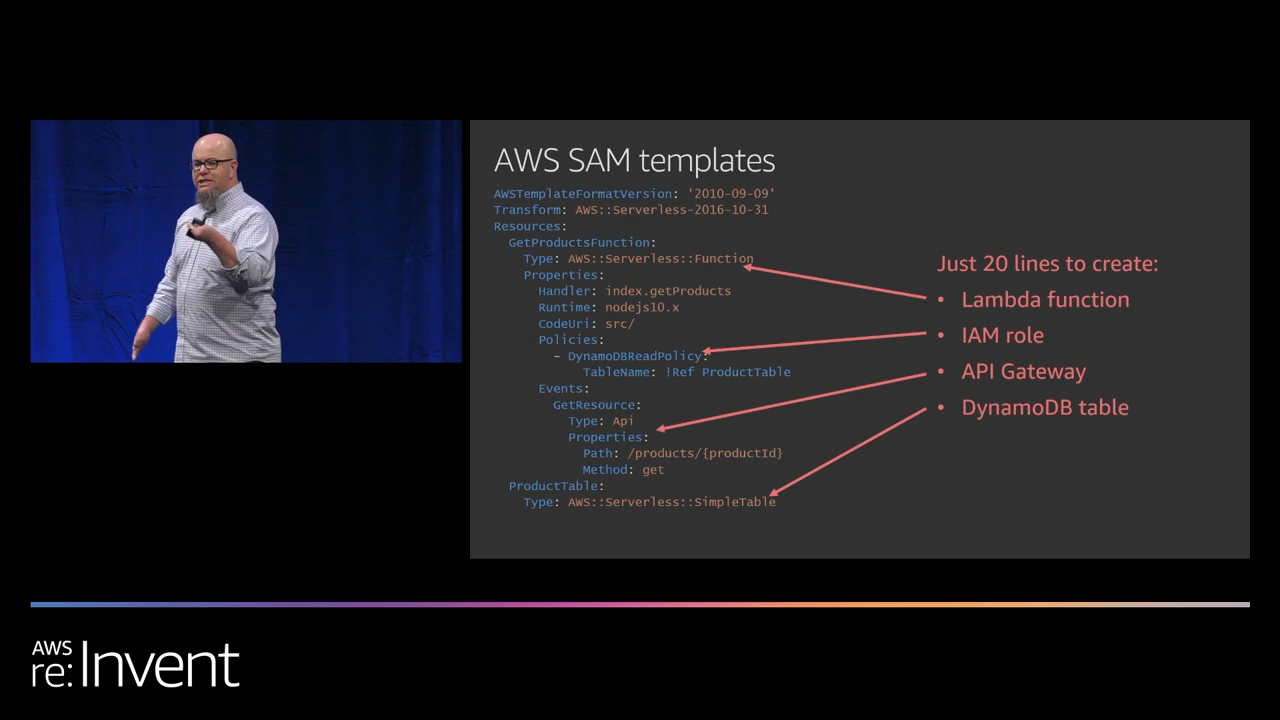 AWS SAM templates
AWSTemplateFormatVersion: '2010-09-09'
Transform: AWS::Serverless-2016-10-31
Resources:
  GetProductsFunction:
    Type: AWS::Serverless::Function
    Properties:
      Handler: index.getProducts
      Runtime: nodejs10.x
      CodeUri: src/
      Policies:
        - DynamoDBReadPolicy:
            TableName: !Ref ProductTable
      Events:
        GetResource:
          Type: Api
          Properties:
            Path: /products/{productId}
            Method: get
  ProductTable:
    Type: AWS::Serverless::SimpleTable
Just 20 lines to create:
• Lambda function
• IAM role
• API Gateway
• DynamoDB table
AWS
re:Invent